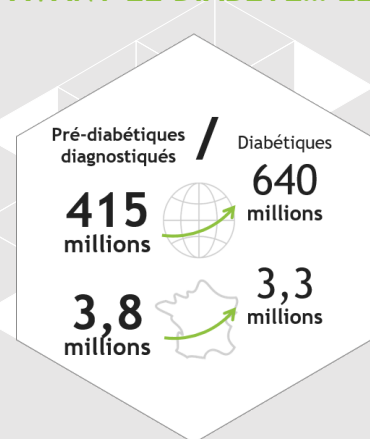 Pré-diabétiques
diagnostiqués
/
Diabétiques
415
millions
640
millions
3,8
millions
3,3
millions